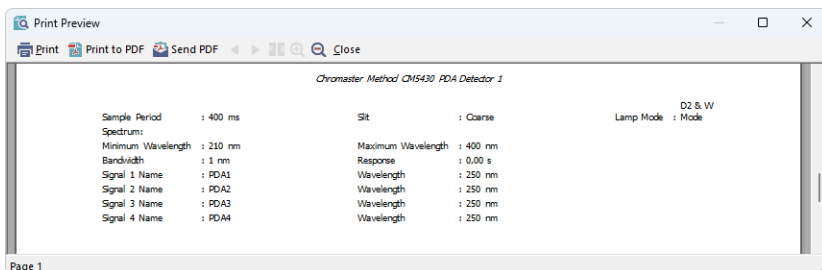 Print Preview
Print Print to PDF Send PDF Close
Chromaster Method CM5430 PDA Detector 1
D2 & W
Sample Period : 400 ms Slit : Coarse Lamp Mode : Mode
Spectrum:
Minimum Wavelength : 210 nm Maximum Wavelength : 400 nm
Bandwidth : 1 nm Response : 0,00 s
Signal 1 Name : PDA1 Wavelength : 250 nm
Signal 2 Name : PDA2 Wavelength : 250 nm
Signal 3 Name : PDA3 Wavelength : 250 nm
Signal 4 Name : PDA4 Wavelength : 250 nm
Page 1